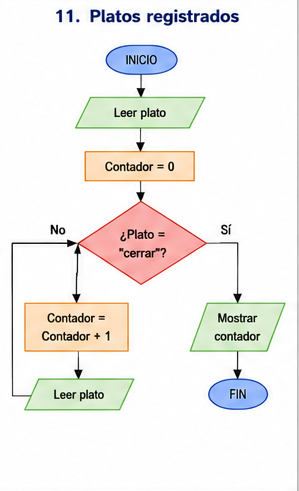 11. Platos registrados
INICIO
Leer plato
Contador = 0
¿Plato =
"cerrar"?
No
Sí
Contador =
Contador + 1
Leer plato
Mostrar
contador
FIN